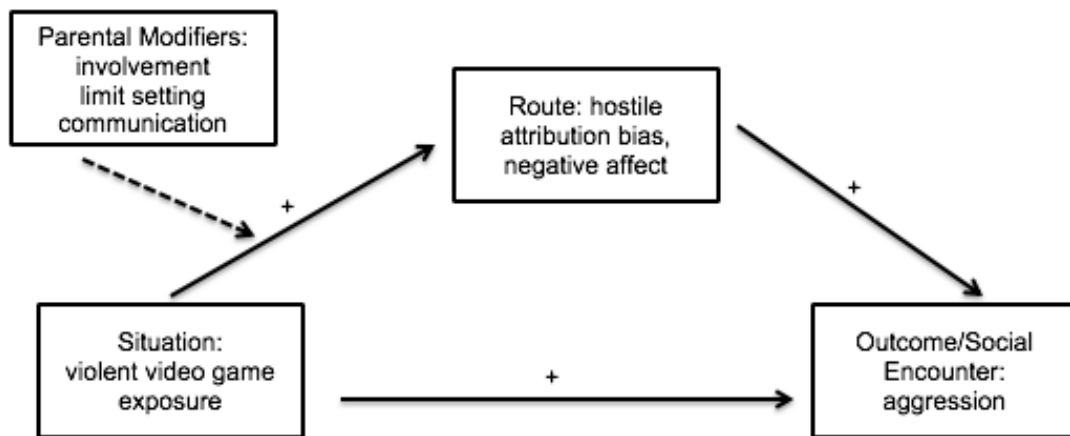 Parental Modifiers:
involvement
limit setting
communication
Route: hostile
attribution bias,
negative affect
+
+
Situation:
violent video game
exposure
+
Outcome/Social
Encounter:
aggression